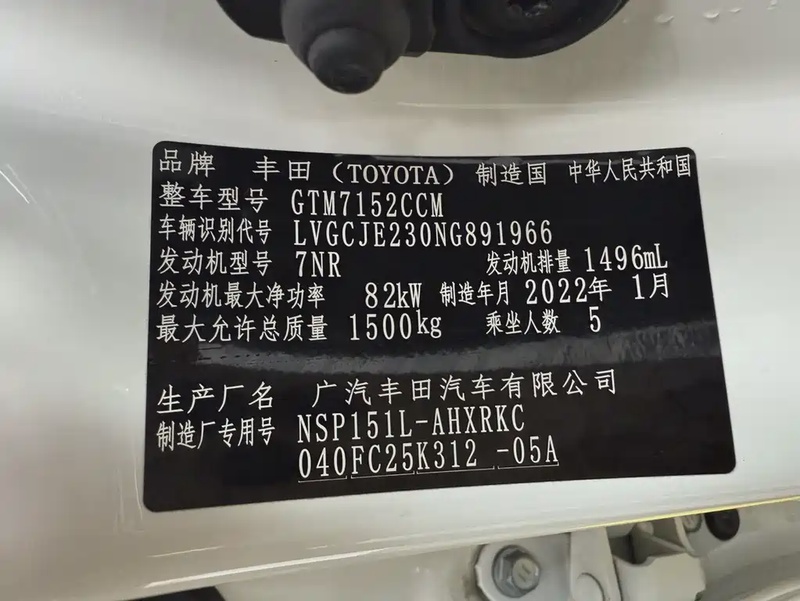 品牌 丰田（TOYOTA） 制造国 中华人民共和国
整车型号 GTM7152CCM
车辆识别代号 LVGCJE230NG891966
发动机型号 7NR 发动机排量 1496mL
发动机最大净功率 82kW 制造年月 2022年 1月
最大允许总质量 1500kg 乘坐人数 5
生产厂名 广汽丰田汽车有限公司
制造厂专用号 NSP151L-AHXRKC
040FC25K312 -05A